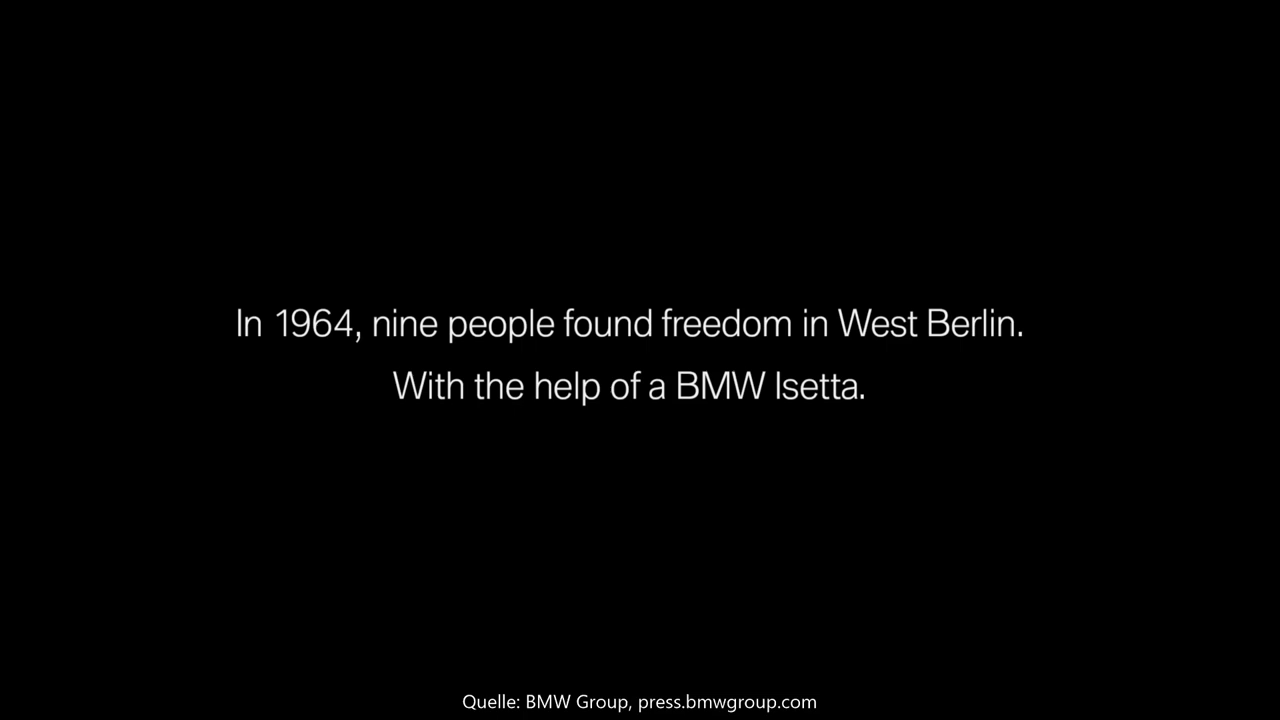 In 1964, nine people found freedom in West Berlin.
With the help of a BMW Isetta.
Quelle: BMW Group, press.bmwgroup.com